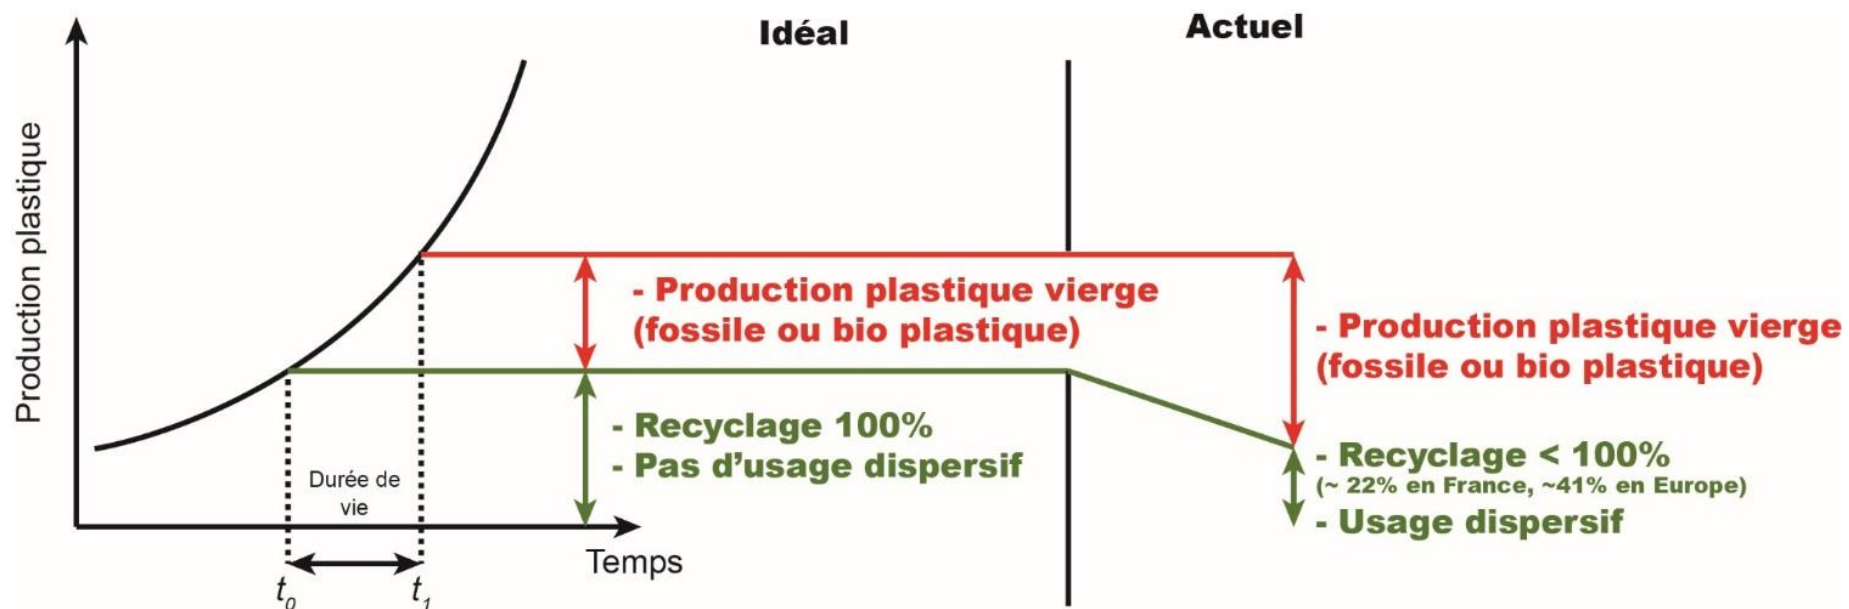 Idéal
Actuel
Production plastique
- Production plastique vierge
(fossile ou bio plastique)
- Recyclage 100%
- Pas d’usage dispersif
- Production plastique vierge
(fossile ou bio plastique)
- Recyclage < 100%
(~ 22% en France, ~41% en Europe)
- Usage dispersif
Durée de
vie
Temps
t0
t1